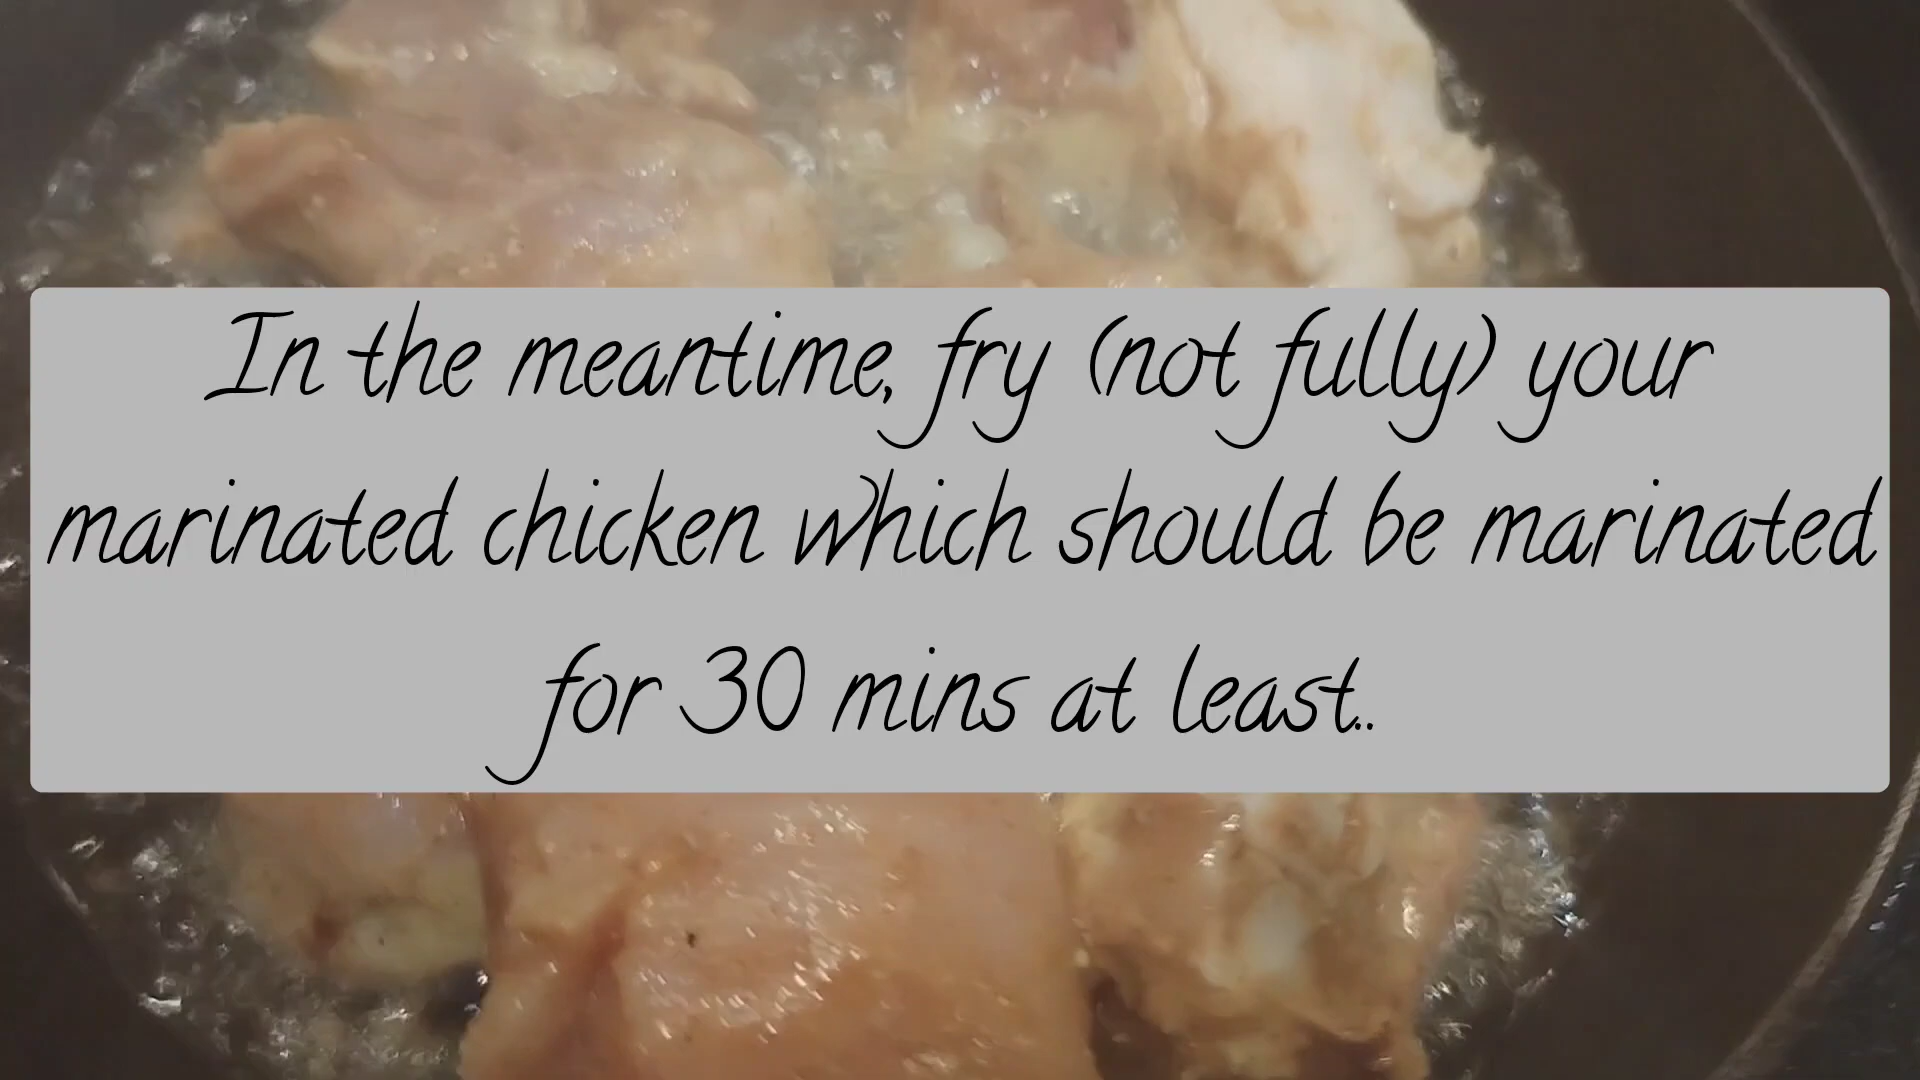 In the meantime, fry (not fully) your
marinated chicken which should be marinated
for 30 mins at least..